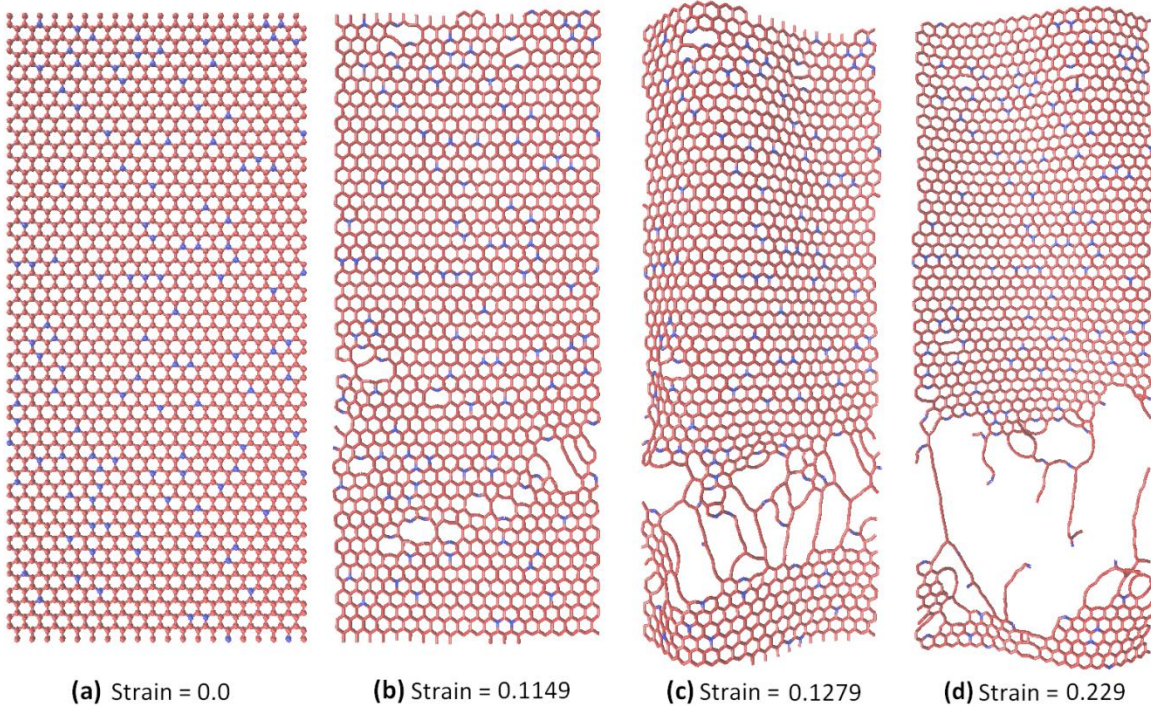 (a) Strain = 0.0
(b) Strain = 0.1149
(c) Strain = 0.1279
(d) Strain = 0.229